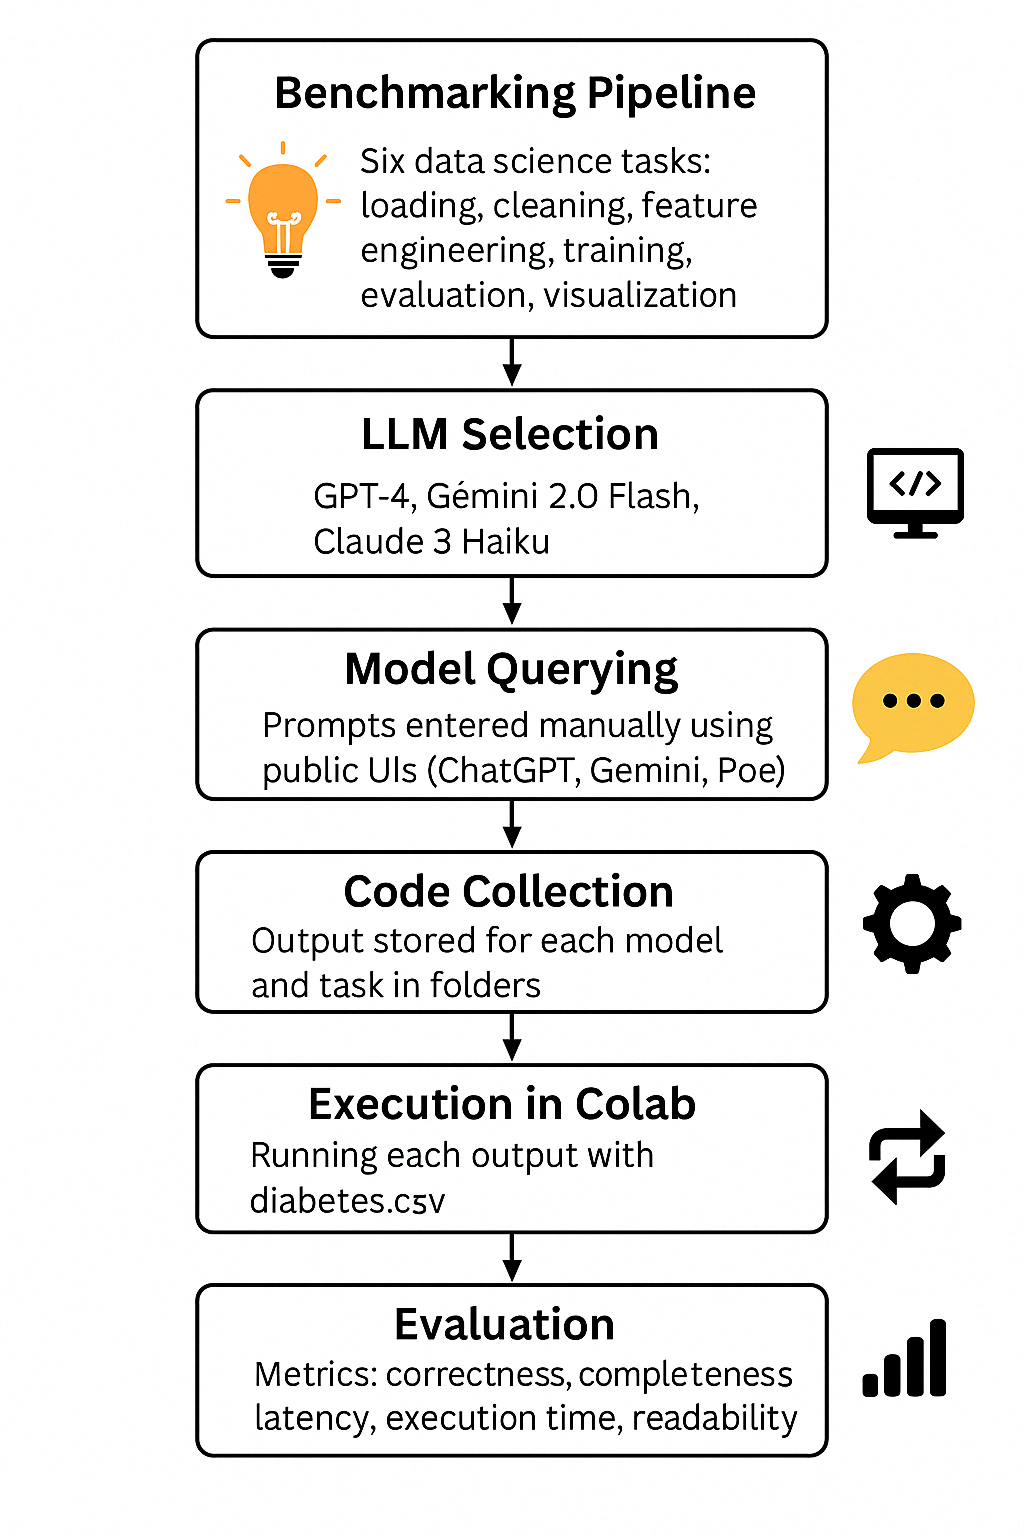 Benchmarking Pipeline
Six data science tasks:
loading, cleaning, feature
engineering, training,
evaluation, visualization
LLM Selection
GPT-4, Gémini 2.0 Flash,
Claude 3 Haiku
</>
Model Querying
Prompts entered manually using
public UIs (ChatGPT, Gemini, Poe)
Code Collection
Output stored for each model
and task in folders
Execution in Colab
Running each output with
diabetes.csv
Evaluation
Metrics: correctness, completeness
latency, execution time, readability